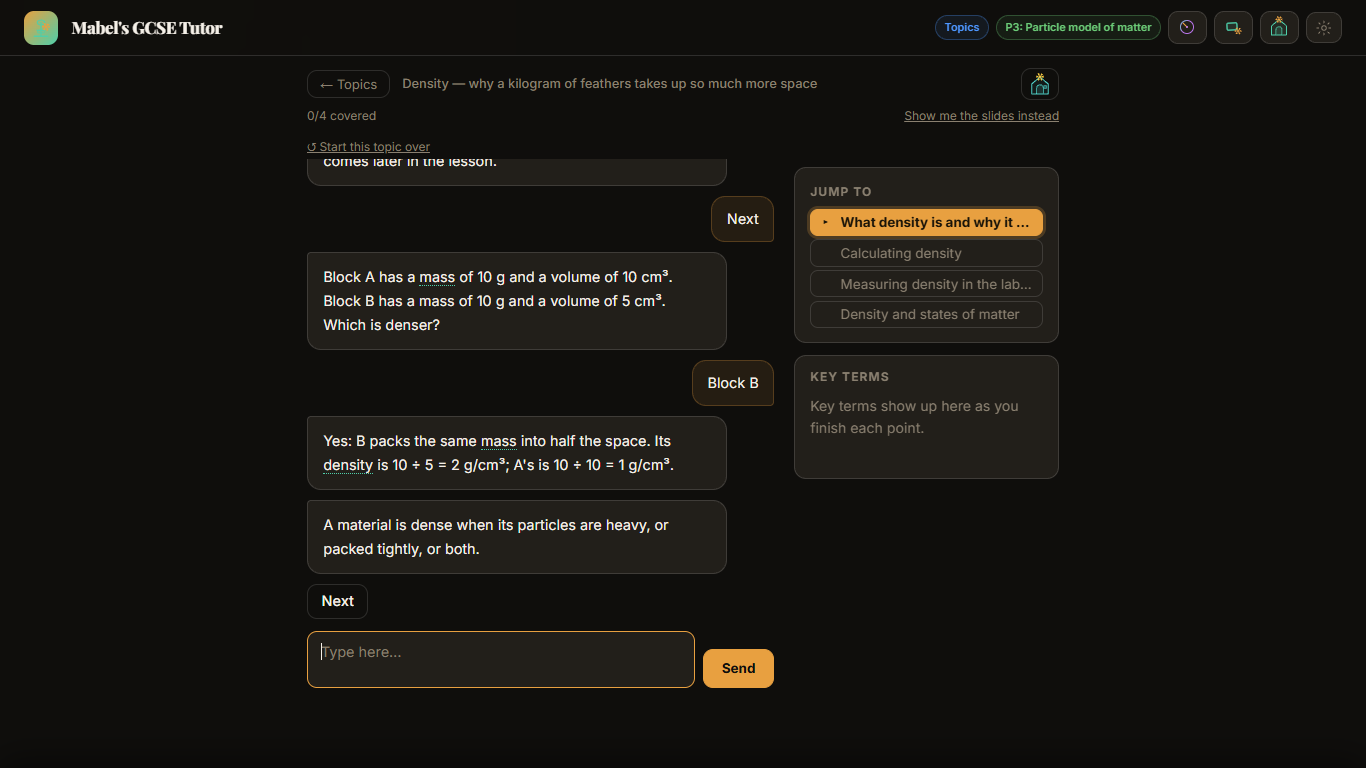 Mabel's GCSE Tutor
Topics
P3: Particle model of matter
← Topics
Density — why a kilogram of feathers takes up so much more space
0/4 covered
Show me the slides instead
↺ Start this topic over
comes later in the lesson.
Next
Block A has a mass of 10 g and a volume of 10 cm³.
Block B has a mass of 10 g and a volume of 5 cm³.
Which is denser?
Block B
Yes: B packs the same mass into half the space. Its
density is 10 ÷ 5 = 2 g/cm³; A's is 10 ÷ 10 = 1 g/cm³.
A material is dense when its particles are heavy, or
packed tightly, or both.
Next
Type here...
Send
JUMP TO
▸ What density is and why it ...
Calculating density
Measuring density in the lab...
Density and states of matter
KEY TERMS
Key terms show up here as you
finish each point.